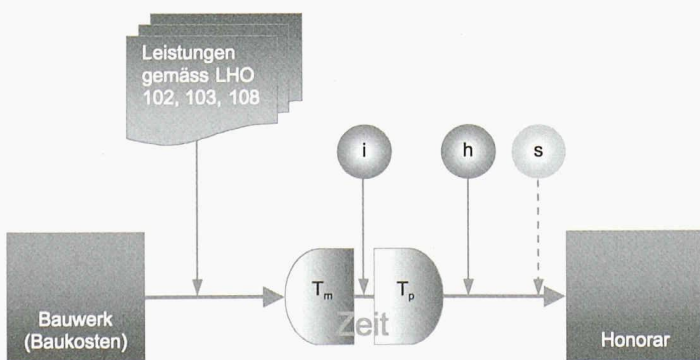 Leistungen
gemäss LHO
102, 103, 108
i
h
s
Tm
Tp
Zeit
Bauwerk
(Baukosten)
Honorar